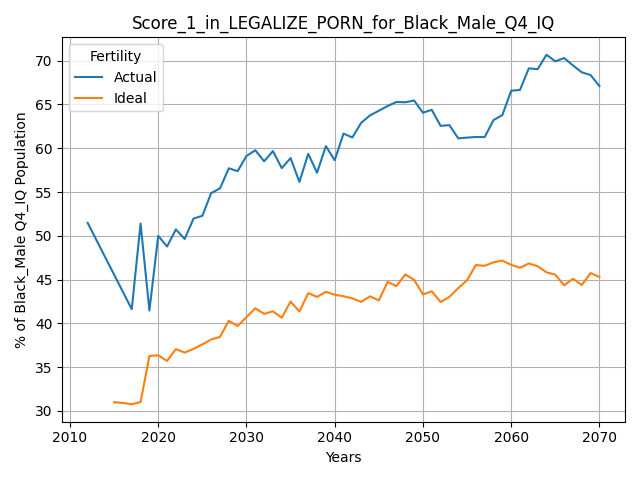 Score_1_in_LEGALIZE_PORN_for_Black_Male_Q4_IQ
Fertility
Actual
Ideal
% of Black_Male Q4_IQ Population
70
65
60
55
50
45
40
35
30
2010 2020 2030 2040 2050 2060 2070
Years